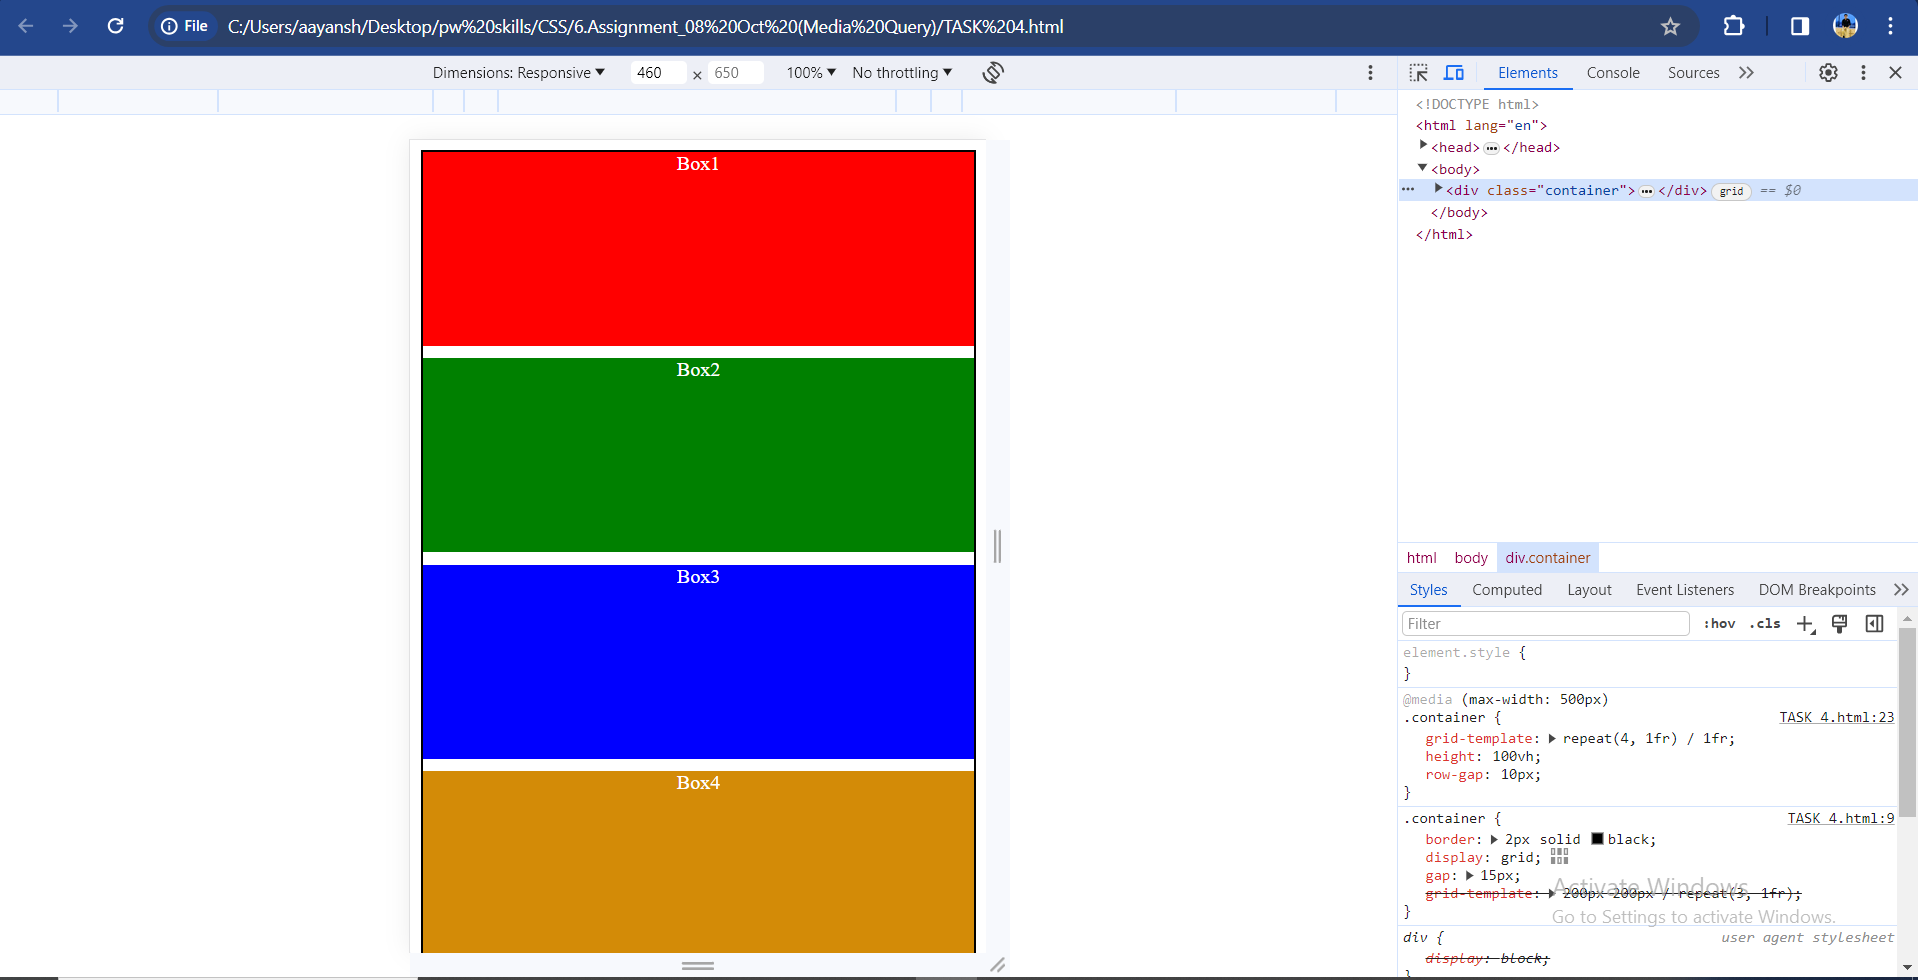 File C:/Users/aayansh/Desktop/pw%20skills/CSS/6.Assignment_08%20Oct%20(Media%20Query)/TASK%204.html
Dimensions: Responsive 460 × 650 100% No throttling
Elements Console Sources
Box1
Box2
Box3
Box4
<!DOCTYPE html>
<html lang="en">
<head> ••• </head>
<body>
••• <div class="container"> ••• </div> grid == $0
</body>
</html>
html body div.container
Styles Computed Layout Event Listeners DOM Breakpoints
Filter :hov .cls
element.style {
}
@media (max-width: 500px)
.container { TASK 4.html:23
grid-template: repeat(4, 1fr) / 1fr;
height: 100vh;
row-gap: 10px;
}
.container { TASK 4.html:9
border: 2px solid black;
display: grid;
gap: 15px;
grid-template: 200px 200px / repeat(3, 1fr);
}
Activate Windows
Go to Settings to activate Windows.
div { user agent stylesheet
display: block;
}